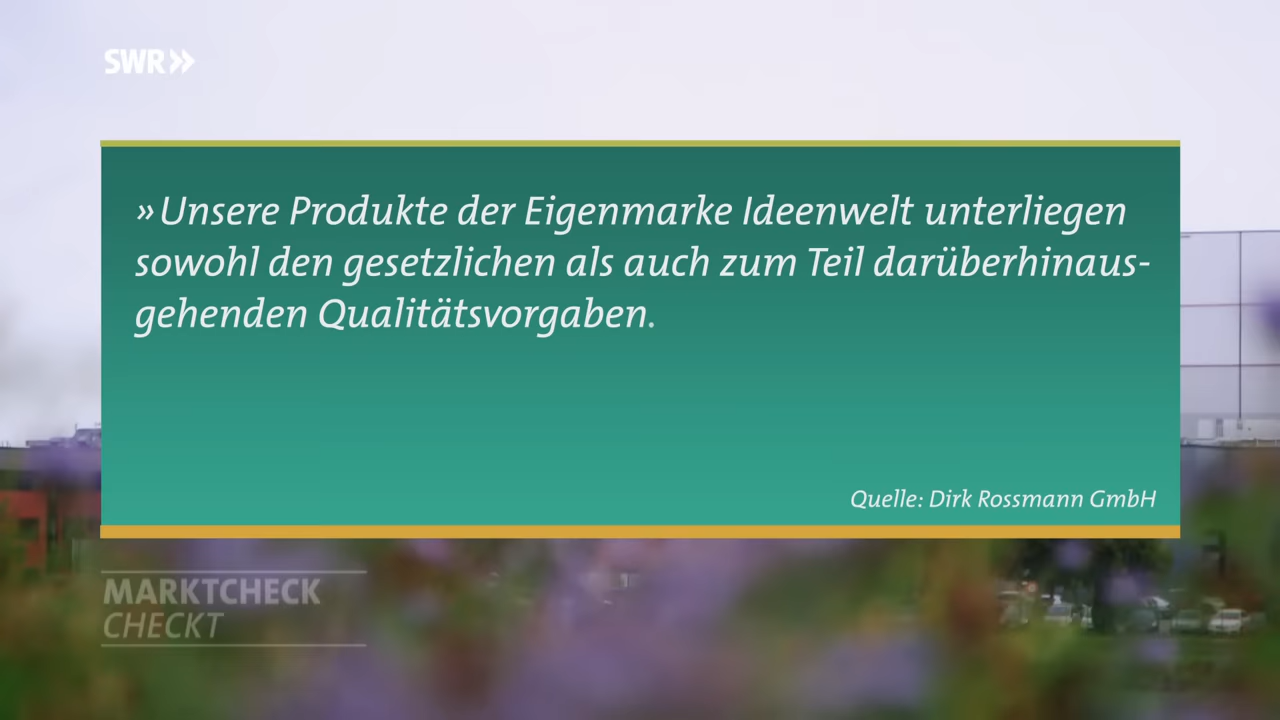 SWR»
»Unsere Produkte der Eigenmarke Ideenwelt unterliegen
sowohl den gesetzlichen als auch zum Teil darüberhinaus-
gehenden Qualitätsvorgaben.
Quelle: Dirk Rossmann GmbH
MARKTCHECK
CHECKT